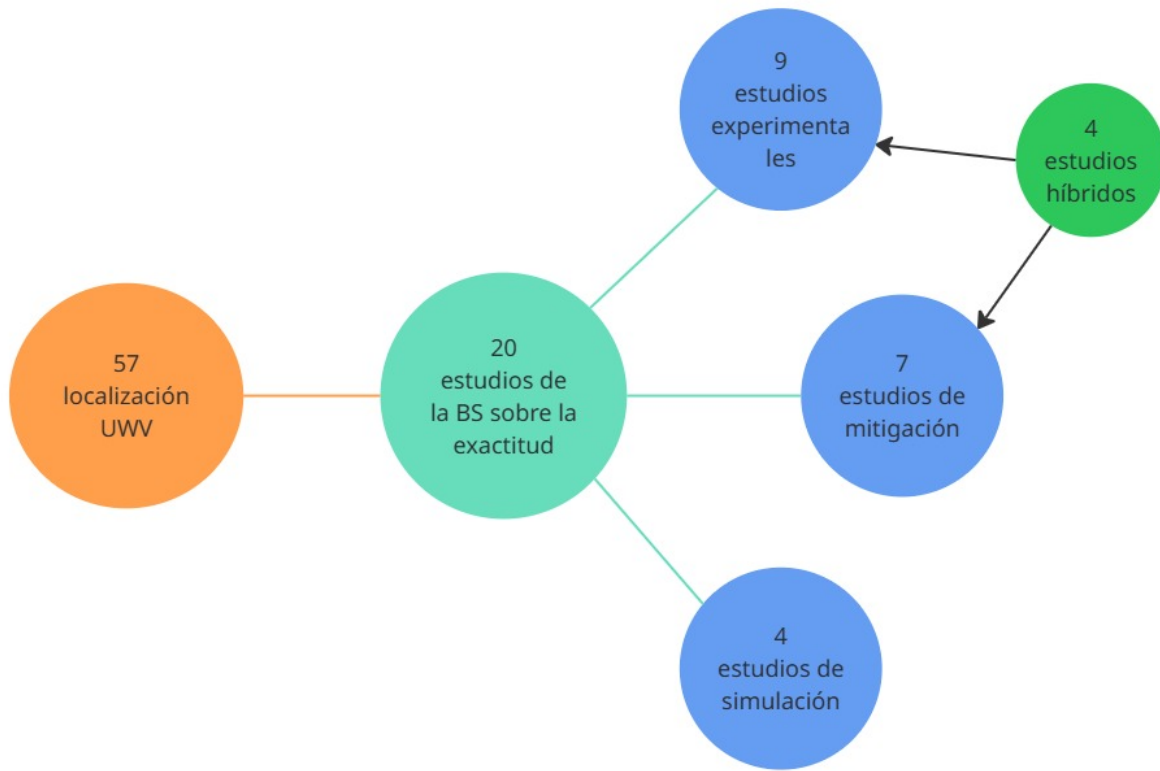 57
localización
UWV
20
estudios de
la BS sobre la
exactitud
9
estudios
experimenta
les
4
estudios
híbridos
7
estudios de
mitigación
4
estudios de
simulación